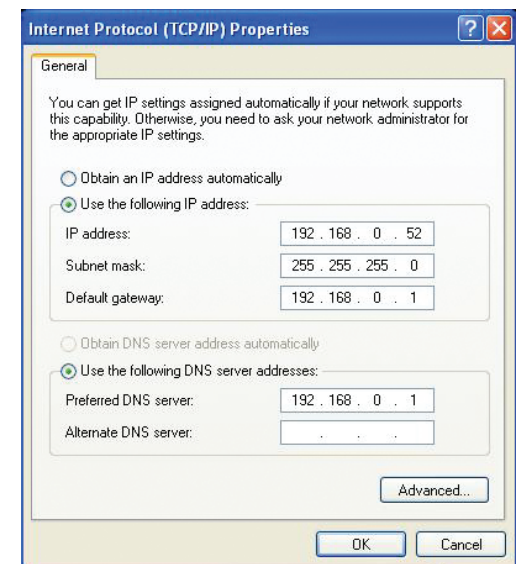 Internet Protocol (TCP/IP) Properties
General
You can get IP settings assigned automatically if your network supports
this capability. Otherwise, you need to ask your network administrator for
the appropriate IP settings.
Obtain an IP address automatically
Use the following IP address:
IP address: 192 . 168 . 0 . 52
Subnet mask: 255 . 255 . 255 . 0
Default gateway: 192 . 168 . 0 . 1
Obtain DNS server address automatically
Use the following DNS server addresses:
Preferred DNS server: 192 . 168 . 0 . 1
Alternate DNS server: . . .
Advanced...
OK Cancel